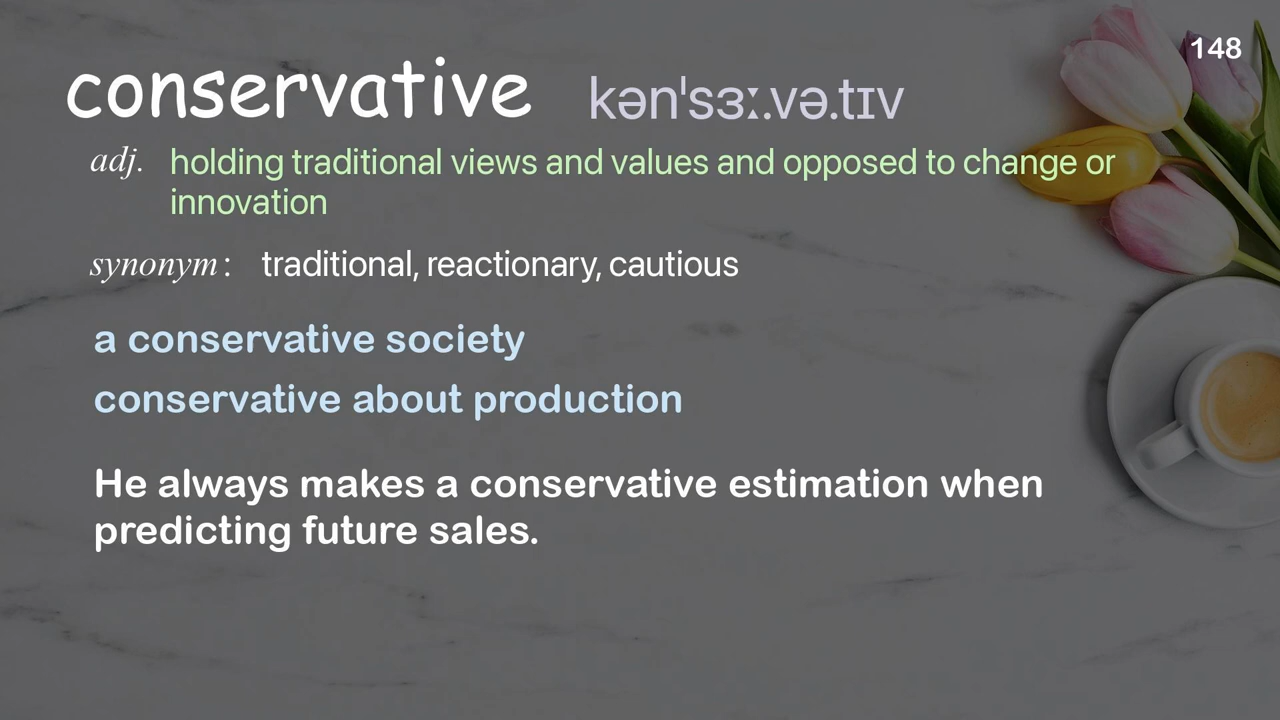 148
conservative kən'sɜː.və.tɪv
adj. holding traditional views and values and opposed to change or
innovation
synonym: traditional, reactionary, cautious
a conservative society
conservative about production
He always makes a conservative estimation when
predicting future sales.